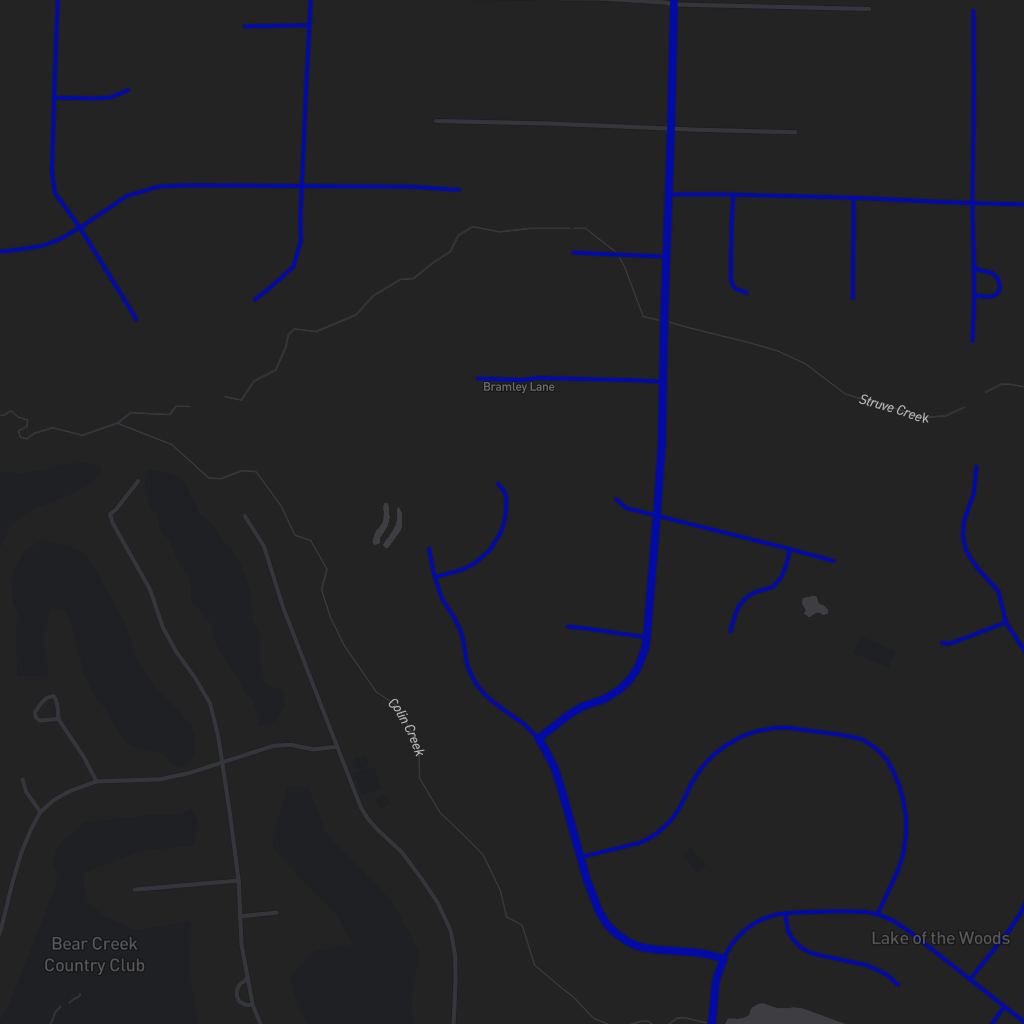 Bramley Lane
Struve Creek
Colin Creek
Bear Creek
Country Club
Lake of the Woods